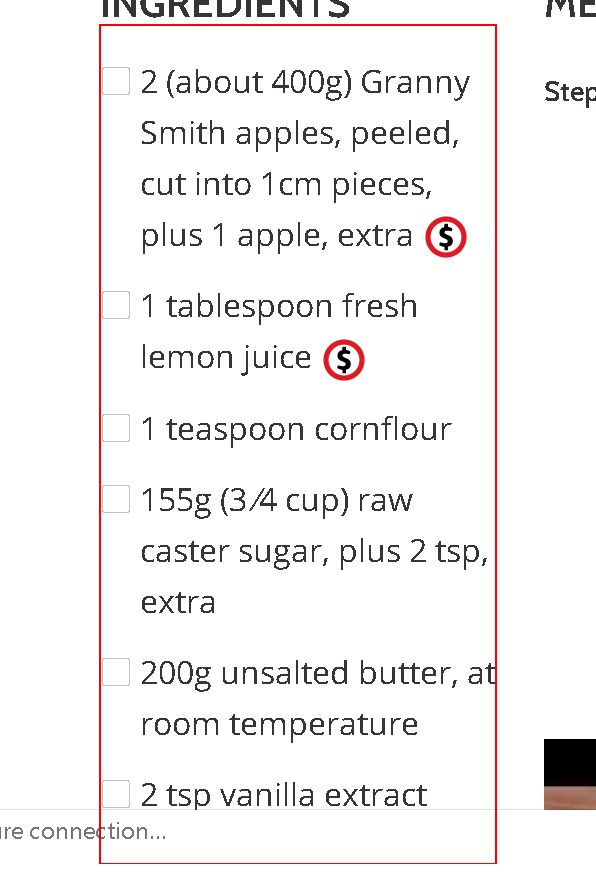 INGREDIENTS
2 (about 400g) Granny
Smith apples, peeled,
cut into 1cm pieces,
plus 1 apple, extra $
1 tablespoon fresh
lemon juice $
1 teaspoon cornflour
155g (3⁄4 cup) raw
caster sugar, plus 2 tsp,
extra
200g unsalted butter, at
room temperature
2 tsp vanilla extract
ME
Step
connection...